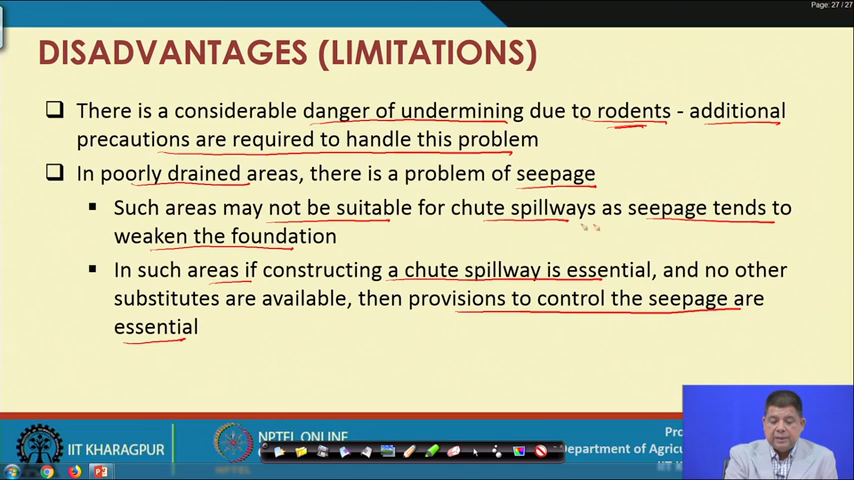 Page: 27 / 27
DISADVANTAGES (LIMITATIONS)
There is a considerable danger of undermining due to rodents - additional
precautions are required to handle this problem
In poorly drained areas, there is a problem of seepage
Such areas may not be suitable for chute spillways as seepage tends to
weaken the foundation
In such areas if constructing a chute spillway is essential, and no other
substitutes are available, then provisions to control the seepage are
essential
IIT KHARAGPUR
NPTEL ONLINE
Department of